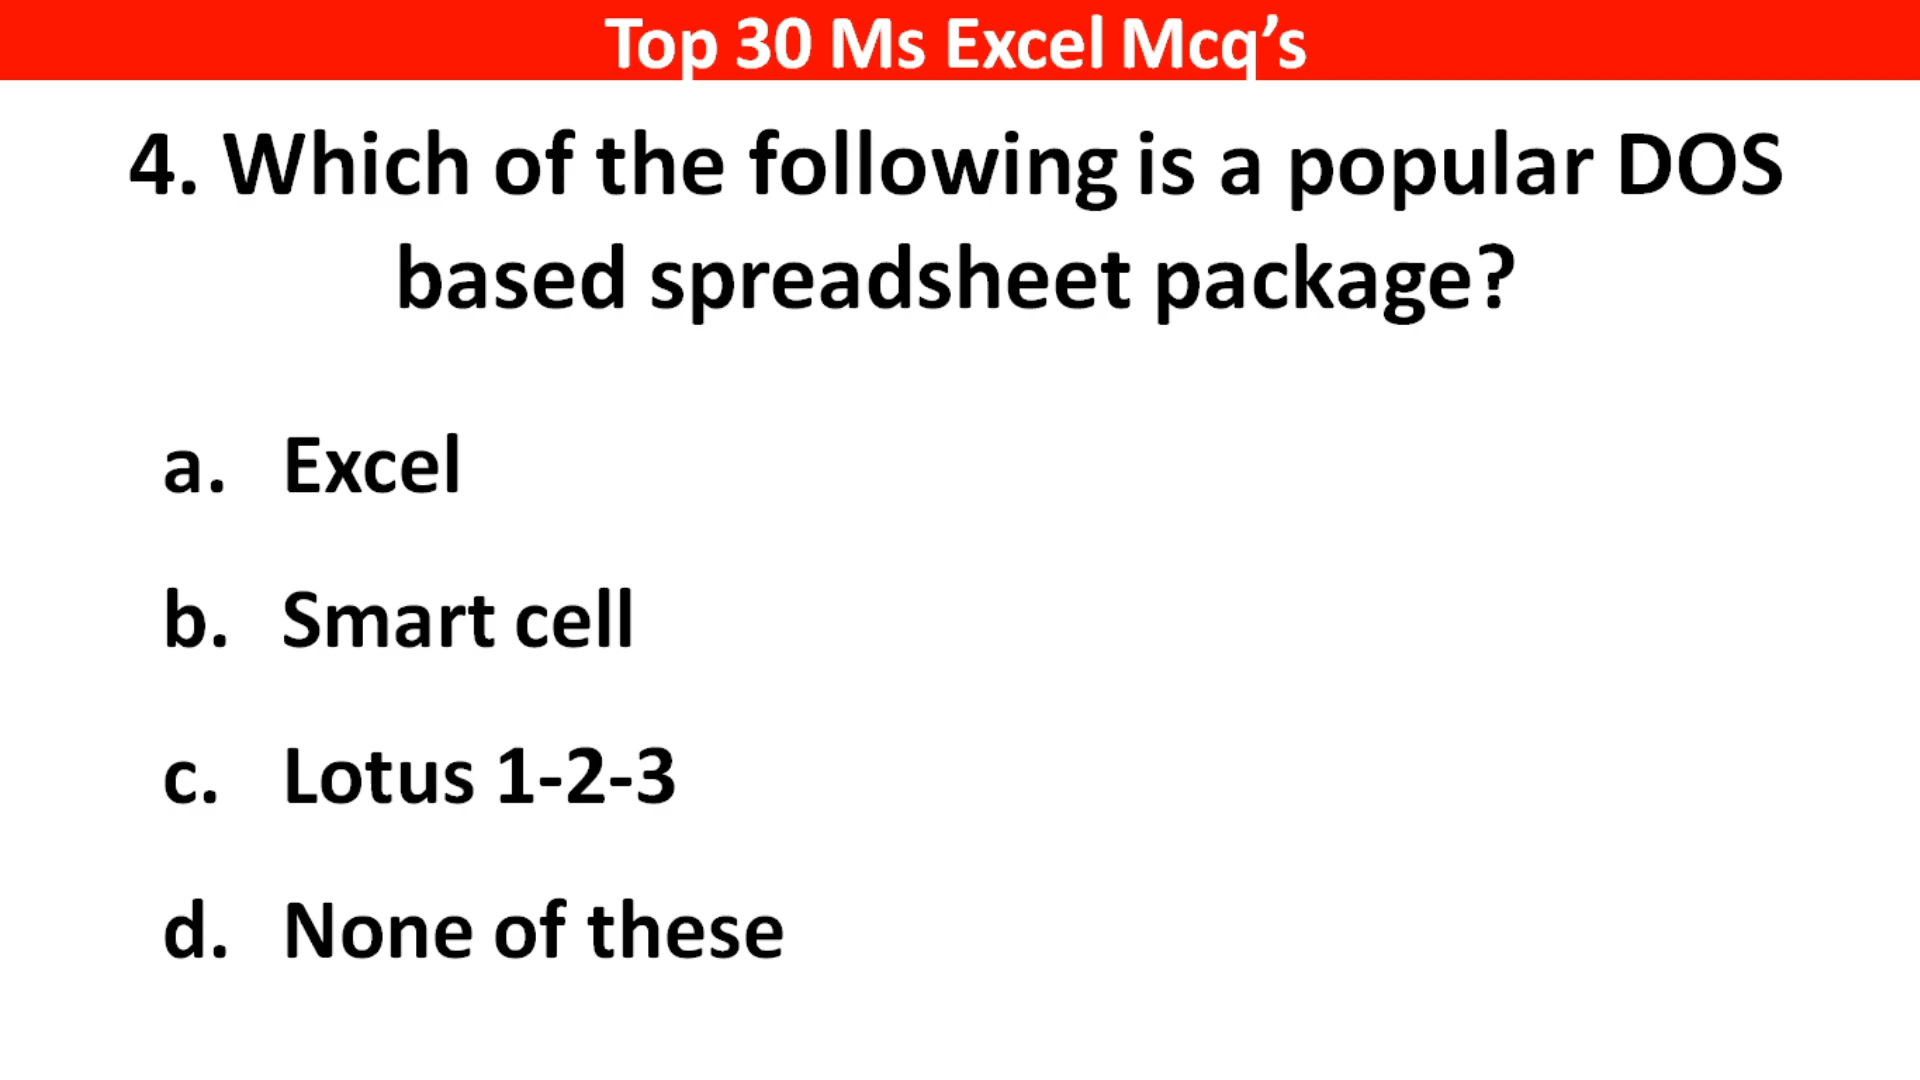 Top 30 Ms Excel Mcq’s
4. Which of the following is a popular DOS
based spreadsheet package?
a. Excel
b. Smart cell
c. Lotus 1-2-3
d. None of these